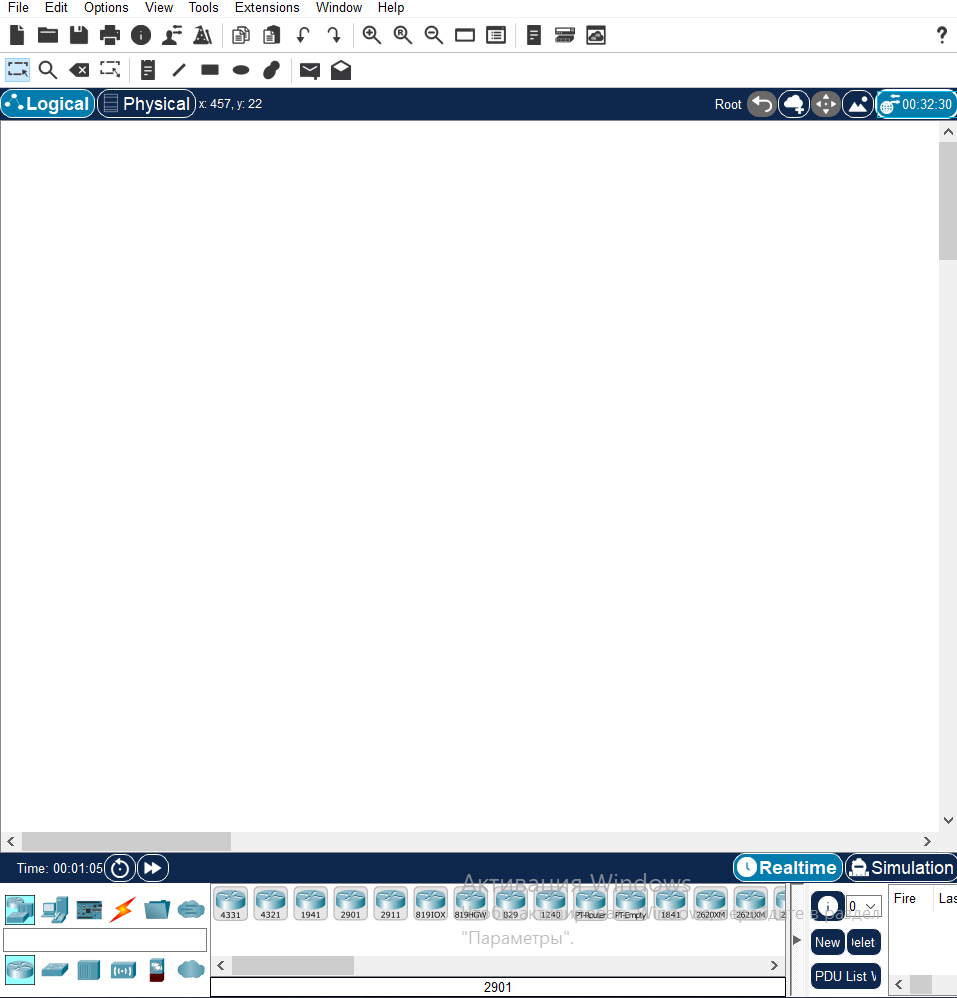 File Edit Options View Tools Extensions Window Help
?
Logical Physical x: 457, y: 22 Root 00:32:30
Time: 00:01:05 Realtime Simulation
Активация Windows
4331 4321 1941 2901 2911 819IOX 819HGW 829 1240 PT-Router PT-Empty 1841 2620XM 2621XM 2
0 Fire Las
"Параметры".
New elet
PDU List
2901